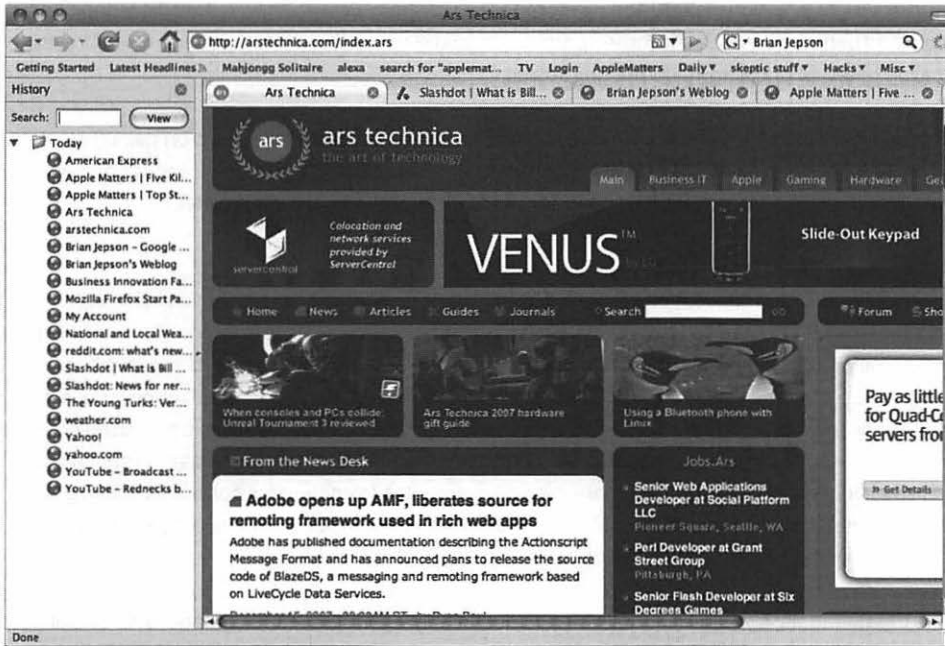 Ars Technica
http://arstechnica.com/index.ars
G Brian Jepson
Getting Started Latest Headlines Mahjongg Solitaire alexa search for "applemat... TV Login AppleMatters Daily skeptic stuff Hacks Misc
History
Search: View
Today
American Express
Apple Matters | Five Kil...
Apple Matters | Top St...
Ars Technica
arstechnica.com
Brian Jepson – Google ...
Brian Jepson's Weblog
Business Innovation Fa...
Mozilla Firefox Start Pa...
My Account
National and Local Wea...
reddit.com: what's new...
Slashdot | What is Bill ...
Slashdot: News for ner...
The Young Turks: Ver...
weather.com
Yahoo!
yahoo.com
YouTube – Broadcast ...
YouTube – Rednecks b...
Ars Technica
Slashdot | What is Bill...
Brian Jepson's Weblog
Apple Matters | Five ...
ars
ars technica
the art of technology
Main Business IT Apple Gaming Hardware
servercentral
Colocation and
network services
provided by
ServerCentral
VENUS™
Slide-Out Keypad
Home News Articles Guides Journals Search GO
Forum Sho
When consoles and PCs collide:
Unreal Tournament 3 reviewed
Ars Technica 2007 hardware
gift guide
Using a Bluetooth phone with
Linux
Pay as little
for Quad-Co
servers fro
» Get Details
From the News Desk
Adobe opens up AMF, liberates source for
remoting framework used in rich web apps
Adobe has published documentation describing the Actionscript
Message Format and has announced plans to release the source
code of BlazeDS, a messaging and remoting framework based
on LiveCycle Data Services.
Jobs.Ars
Senior Web Applications
Developer at Social Platform
LLC
Pioneer Square, Seattle, WA
Perl Developer at Grant
Street Group
Pittsburgh, PA
Senior Flash Developer at Six
Degrees Games
Done